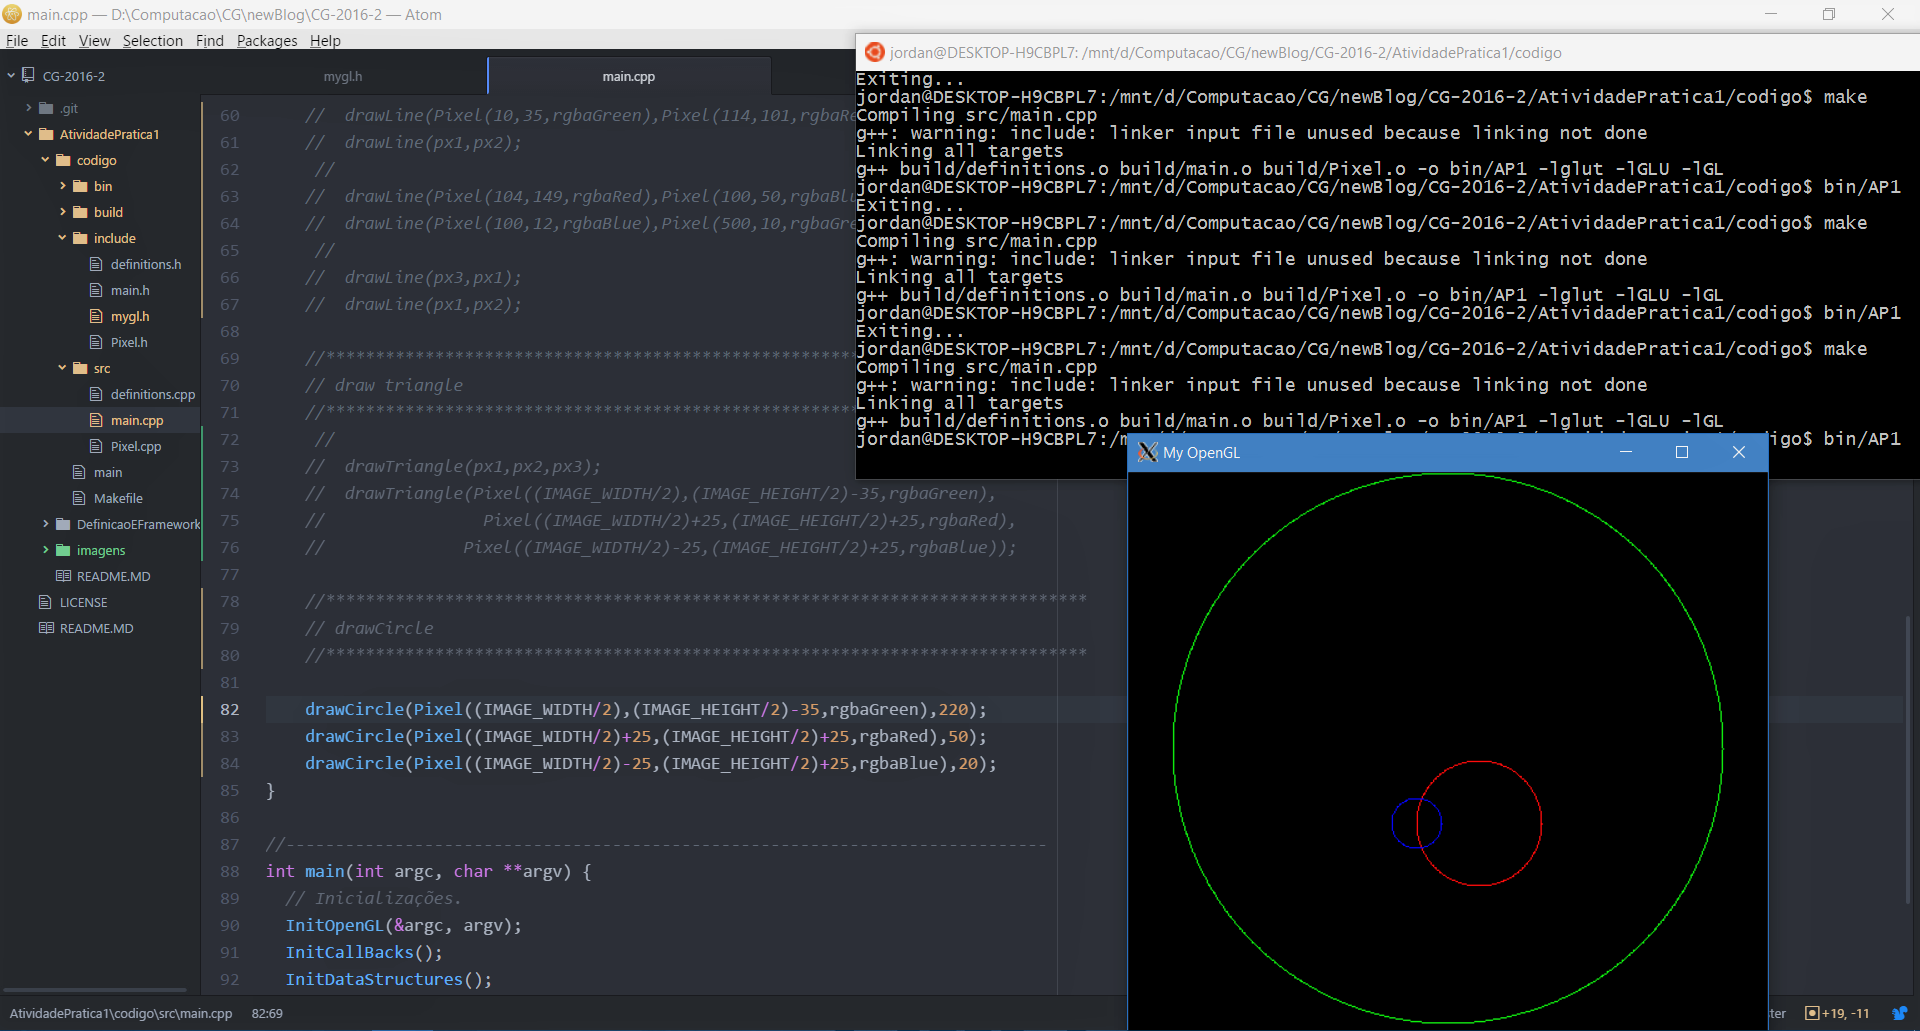 main.cpp — D:\Computacao\CG\newBlog\CG-2016-2 — Atom
File Edit View Selection Find Packages Help
CG-2016-2
.git
AtividadePratica1
codigo
bin
build
include
definitions.h
main.h
mygl.h
Pixel.h
src
definitions.cpp
main.cpp
Pixel.cpp
main
Makefile
DefinicaoEFramework
imagens
README.MD
LICENSE
README.MD
mygl.h
main.cpp
60 // drawLine(Pixel(10,35,rgbaGreen),Pixel(114,101,rgbaRe
61 // drawLine(px1,px2);
62 //
63 // drawLine(Pixel(104,149,rgbaRed),Pixel(100,50,rgbaBlu
64 // drawLine(Pixel(100,12,rgbaBlue),Pixel(500,10,rgbaGre
65 //
66 // drawLine(px3,px1);
67 // drawLine(px1,px2);
68
69 //******************************************************
70 // draw triangle
71 //******************************************************
72 //
73 // drawTriangle(px1,px2,px3);
74 // drawTriangle(Pixel((IMAGE_WIDTH/2),(IMAGE_HEIGHT/2)-35,rgbaGreen),
75 // Pixel((IMAGE_WIDTH/2)+25,(IMAGE_HEIGHT/2)+25,rgbaRed),
76 // Pixel((IMAGE_WIDTH/2)-25,(IMAGE_HEIGHT/2)+25,rgbaBlue));
77
78 //*****************************************************************************
79 // drawCircle
80 //*****************************************************************************
81
82 drawCircle(Pixel((IMAGE_WIDTH/2),(IMAGE_HEIGHT/2)-35,rgbaGreen),220);
83 drawCircle(Pixel((IMAGE_WIDTH/2)+25,(IMAGE_HEIGHT/2)+25,rgbaRed),50);
84 drawCircle(Pixel((IMAGE_WIDTH/2)-25,(IMAGE_HEIGHT/2)+25,rgbaBlue),20);
85 }
86
87 //-----------------------------------------------------------------------------
88 int main(int argc, char **argv) {
89 // Inicializações.
90 InitOpenGL(&argc, argv);
91 InitCallBacks();
92 InitDataStructures();
jordan@DESKTOP-H9CBPL7: /mnt/d/Computacao/CG/newBlog/CG-2016-2/AtividadePratica1/codigo
Exiting...
jordan@DESKTOP-H9CBPL7:/mnt/d/Computacao/CG/newBlog/CG-2016-2/AtividadePratica1/codigo$ make
Compiling src/main.cpp
g++: warning: include: linker input file unused because linking not done
Linking all targets
g++ build/definitions.o build/main.o build/Pixel.o -o bin/AP1 -lglut -lGLU -lGL
jordan@DESKTOP-H9CBPL7:/mnt/d/Computacao/CG/newBlog/CG-2016-2/AtividadePratica1/codigo$ bin/AP1
Exiting...
jordan@DESKTOP-H9CBPL7:/mnt/d/Computacao/CG/newBlog/CG-2016-2/AtividadePratica1/codigo$ make
Compiling src/main.cpp
g++: warning: include: linker input file unused because linking not done
Linking all targets
g++ build/definitions.o build/main.o build/Pixel.o -o bin/AP1 -lglut -lGLU -lGL
jordan@DESKTOP-H9CBPL7:/mnt/d/Computacao/CG/newBlog/CG-2016-2/AtividadePratica1/codigo$ bin/AP1
Exiting...
jordan@DESKTOP-H9CBPL7:/mnt/d/Computacao/CG/newBlog/CG-2016-2/AtividadePratica1/codigo$ make
Compiling src/main.cpp
g++: warning: include: linker input file unused because linking not done
Linking all targets
g++ build/definitions.o build/main.o build/Pixel.o -o bin/AP1 -lglut -lGLU -lGL
jordan@DESKTOP-H9CBPL7:/m digo$ bin/AP1
My OpenGL
AtividadePratica1\codigo\src\main.cpp 82:69
ter +19, -11